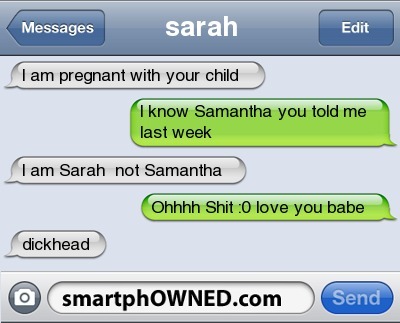 Messages sarah Edit
I am pregnant with your child
I know Samantha you told me
last week
I am Sarah not Samantha
Ohhhh Shit :0 love you babe
dickhead
smartphOWNED.com Send